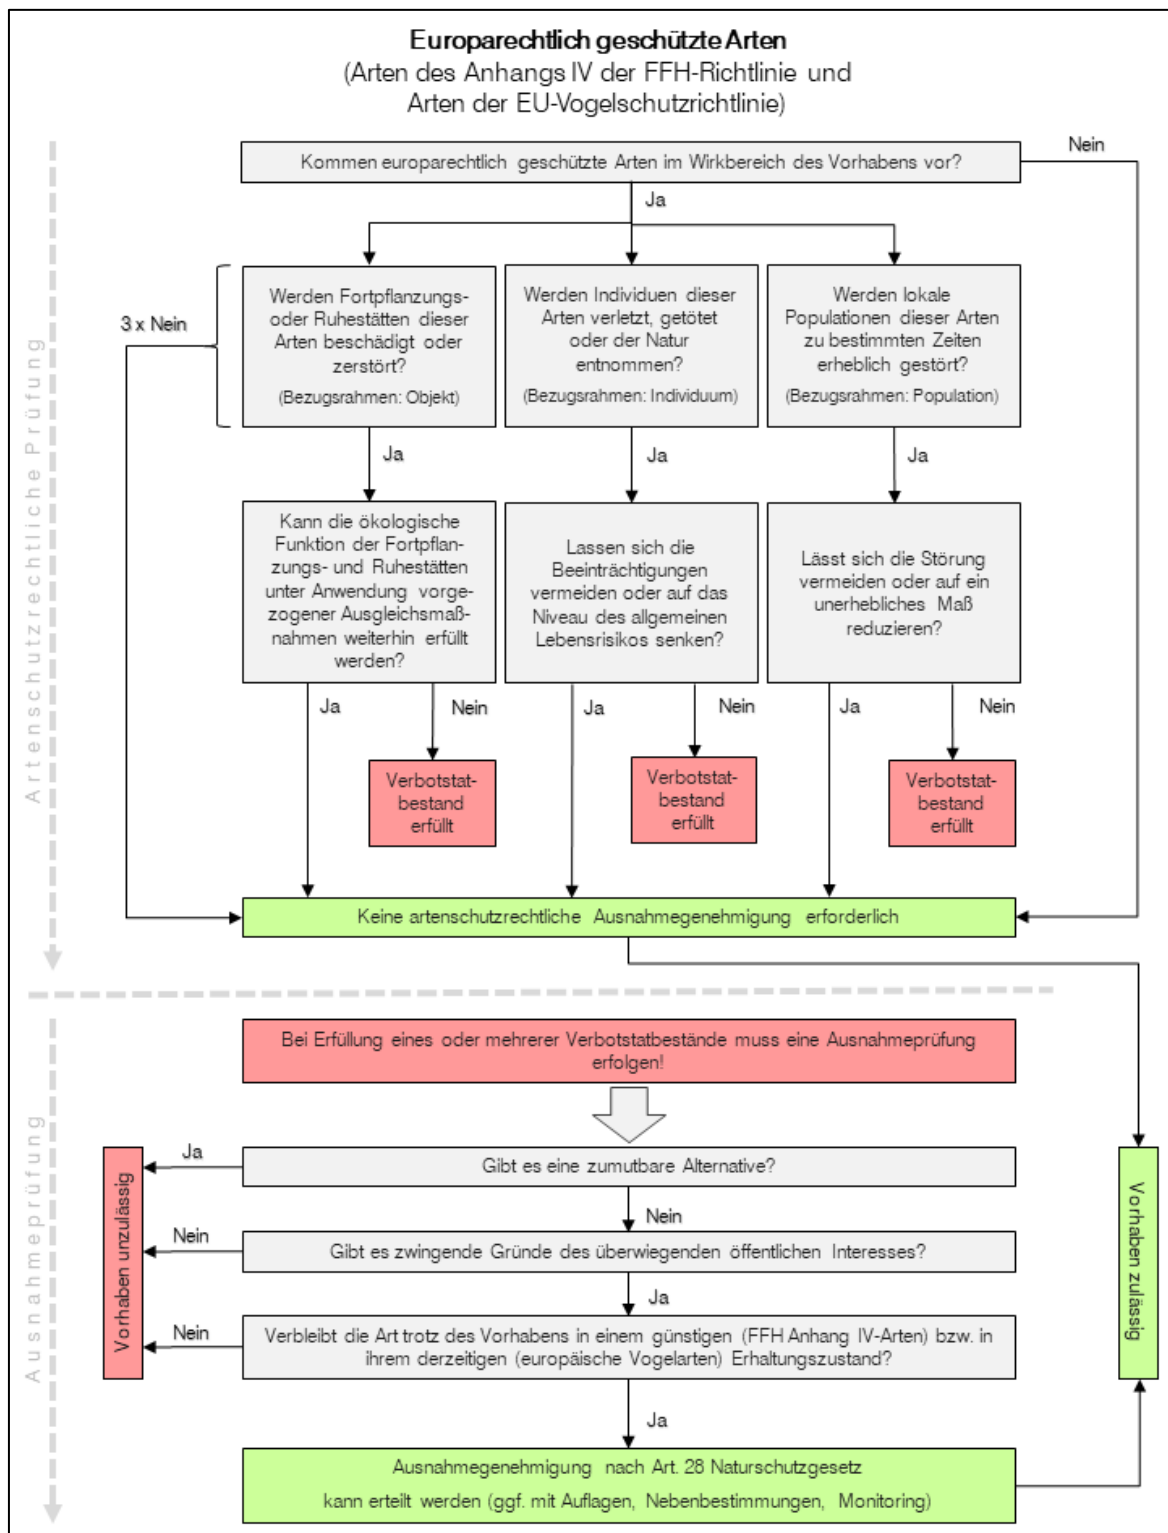 Europarechtlich geschützte Arten
(Arten des Anhangs IV der FFH-Richtlinie und
Arten der EU-Vogelschutzrichtlinie)
Kommen europarechtlich geschützte Arten im Wirkbereich des Vorhabens vor?
Nein
Ja
3 x Nein
Werden Fortpflanzungs-
oder Ruhestätten dieser
Arten beschädigt oder
zerstört?
(Bezugsrahmen: Objekt)
Werden Individuen dieser
Arten verletzt, getötet
oder der Natur
entnommen?
(Bezugsrahmen: Individuum)
Werden lokale
Populationen dieser Arten
zu bestimmten Zeiten
erheblich gestört?
(Bezugsrahmen: Population)
Ja
Ja
Ja
Kann die ökologische
Funktion der Fortpflan-
zungs- und Ruhestätten
unter Anwendung vorge-
zogener Ausgleichsmaß-
nahmen weiterhin erfüllt
werden?
Lassen sich die
Beeinträchtigungen
vermeiden oder auf das
Niveau des allgemeinen
Lebensrisikos senken?
Lässt sich die Störung
vermeiden oder auf ein
unerhebliches Maß
reduzieren?
Ja
Nein
Ja
Nein
Ja
Nein
Verbotstat-
bestand
erfüllt
Verbotstat-
bestand
erfüllt
Verbotstat-
bestand
erfüllt
Keine artenschutzrechtliche Ausnahmegenehmigung erforderlich
Artenschutzrechtliche Prüfung
Bei Erfüllung eines oder mehrerer Verbotstatbestände muss eine Ausnahmeprüfung
erfolgen!
Ja
Gibt es eine zumutbare Alternative?
Nein
Nein
Gibt es zwingende Gründe des überwiegenden öffentlichen Interesses?
Ja
Nein
Verbleibt die Art trotz des Vorhabens in einem günstigen (FFH Anhang IV-Arten) bzw. in
ihrem derzeitigen (europäische Vogelarten) Erhaltungszustand?
Ja
Vorhaben unzulässig
Vorhaben zulässig
Ausnahmegenehmigung nach Art. 28 Naturschutzgesetz
kann erteilt werden (ggf. mit Auflagen, Nebenbestimmungen, Monitoring)
Ausnahmeprüfung